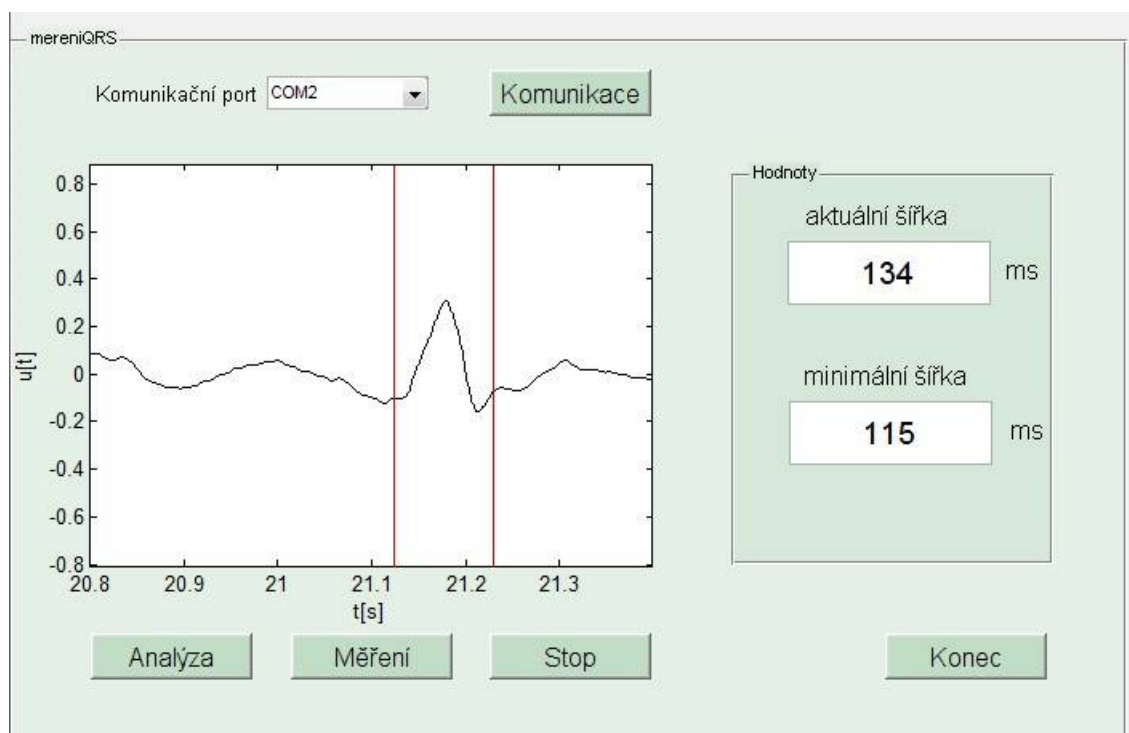 mereniQRS
Komunikační port COM2 Komunikace
0.8
0.6
0.4
0.2
0
-0.2
-0.4
-0.6
-0.8
u[t]
20.8 20.9 21 21.1 21.2 21.3
t[s]
Hodnoty
aktuální šířka
134 ms
minimální šířka
115 ms
Analýza Měření Stop Konec